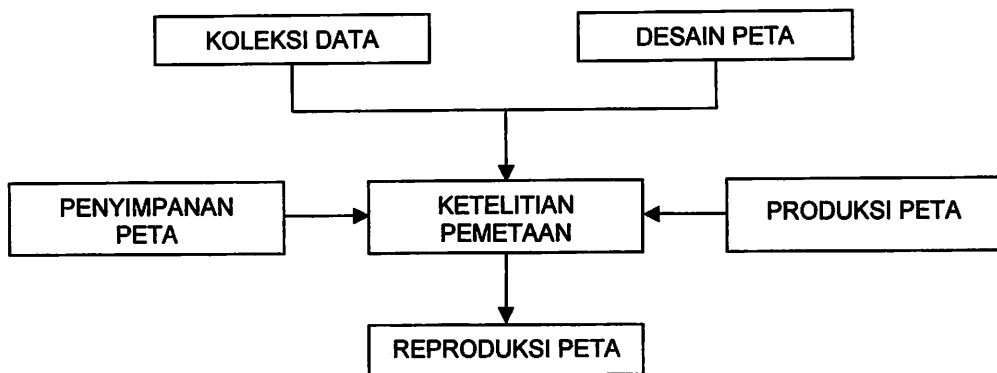 KOLEKSI DATA
DESAIN PETA
PENYIMPANAN
PETA
KETELITIAN
PEMETAAN
PRODUKSI PETA
REPRODUKSI PETA